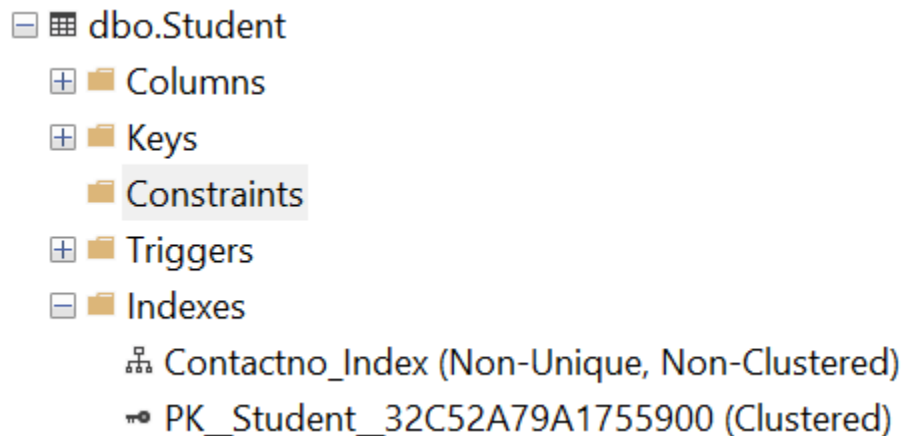 dbo.Student
Columns
Keys
Constraints
Triggers
Indexes
Contactno_Index (Non-Unique, Non-Clustered)
PK__Student__32C52A79A1755900 (Clustered)